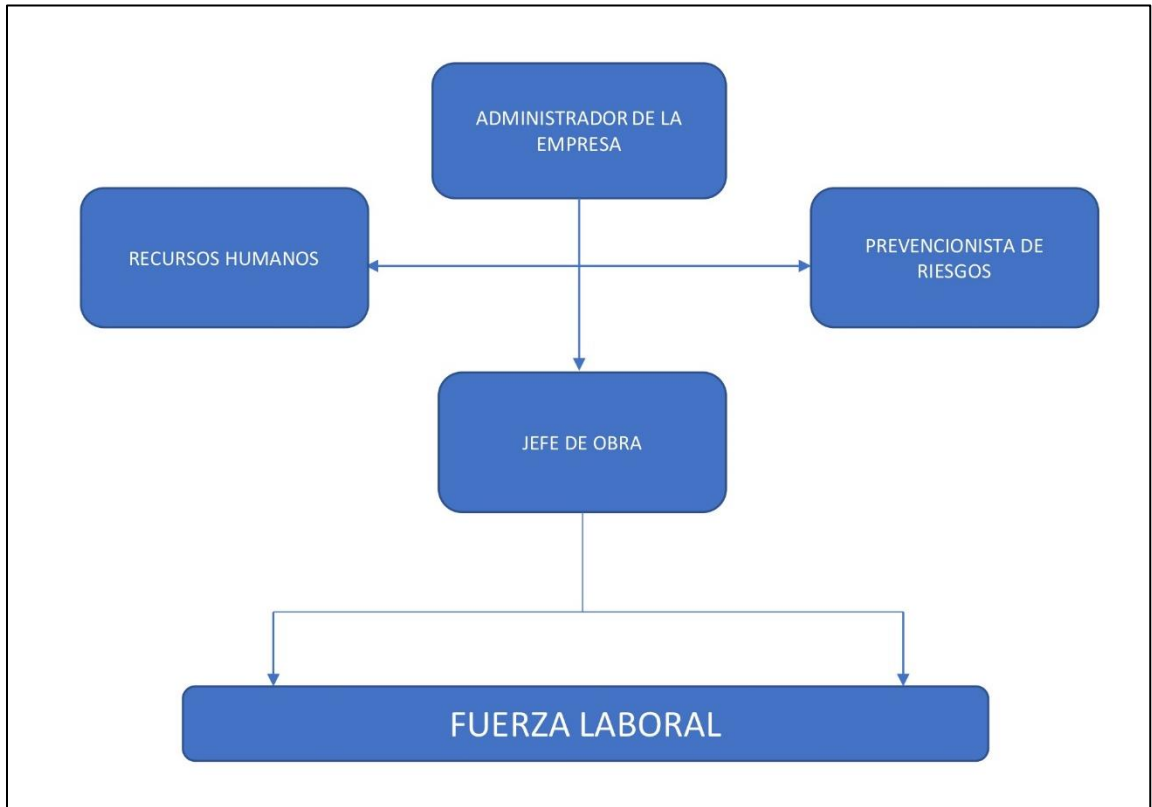 ADMINISTRADOR DE LA
EMPRESA
RECURSOS HUMANOS
PREVENCIONISTA DE
RIESGOS
JEFE DE OBRA
FUERZA LABORAL